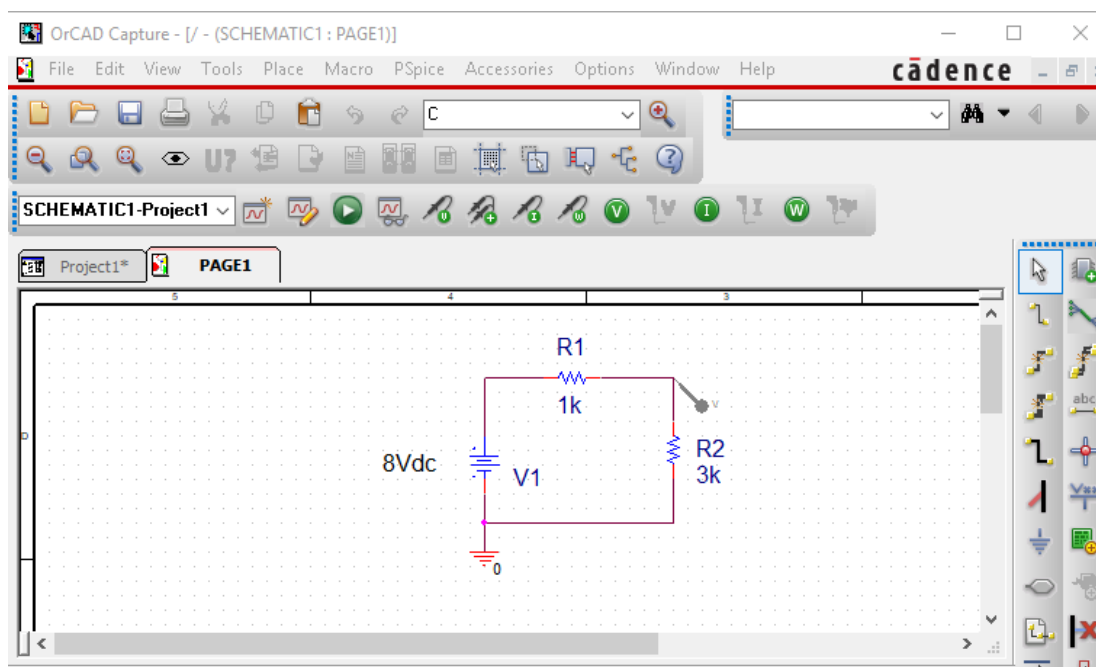 OrCAD Capture - [/ - (SCHEMATIC1 : PAGE1)]
File Edit View Tools Place Macro PSpice Accessories Options Window Help cādence
C
U?
SCHEMATIC1-Project1 V I W V I W
Project1* PAGE1
5 4 3
abc
R1
1k
V
D
8Vdc V1 R2
3k
0